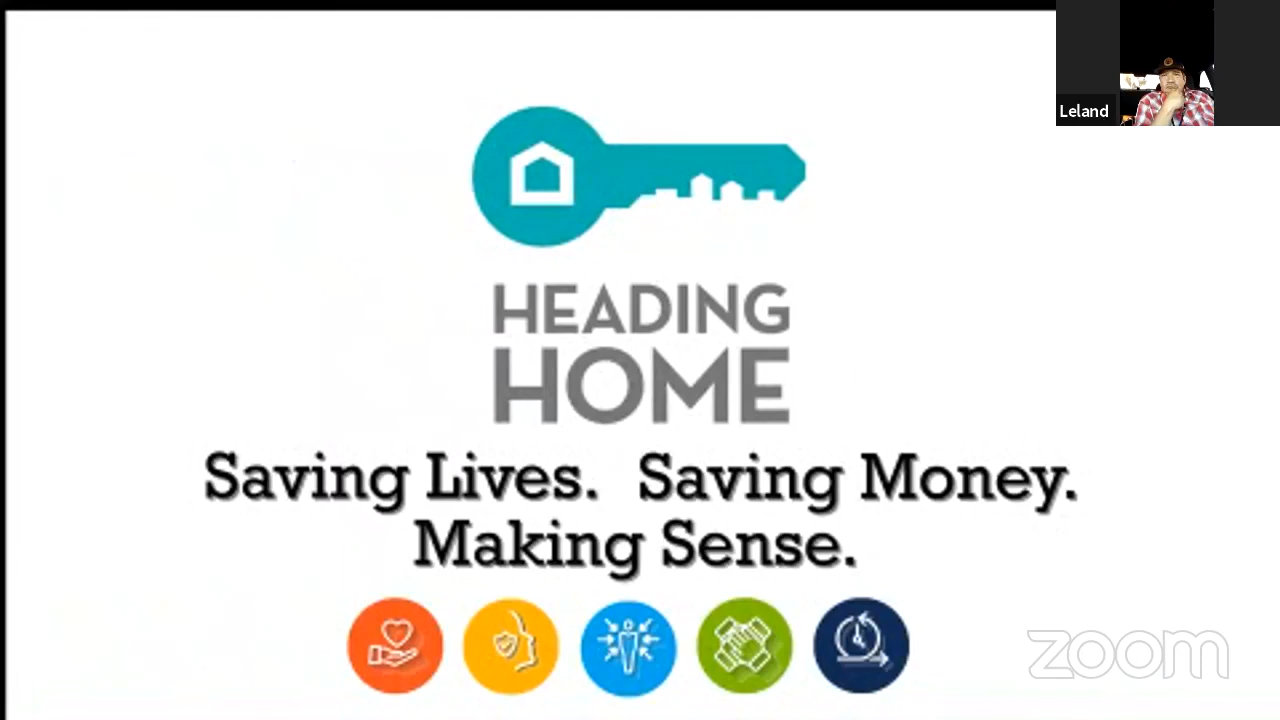 Leland
HEADING
HOME
Saving Lives. Saving Money.
Making Sense.
zoom